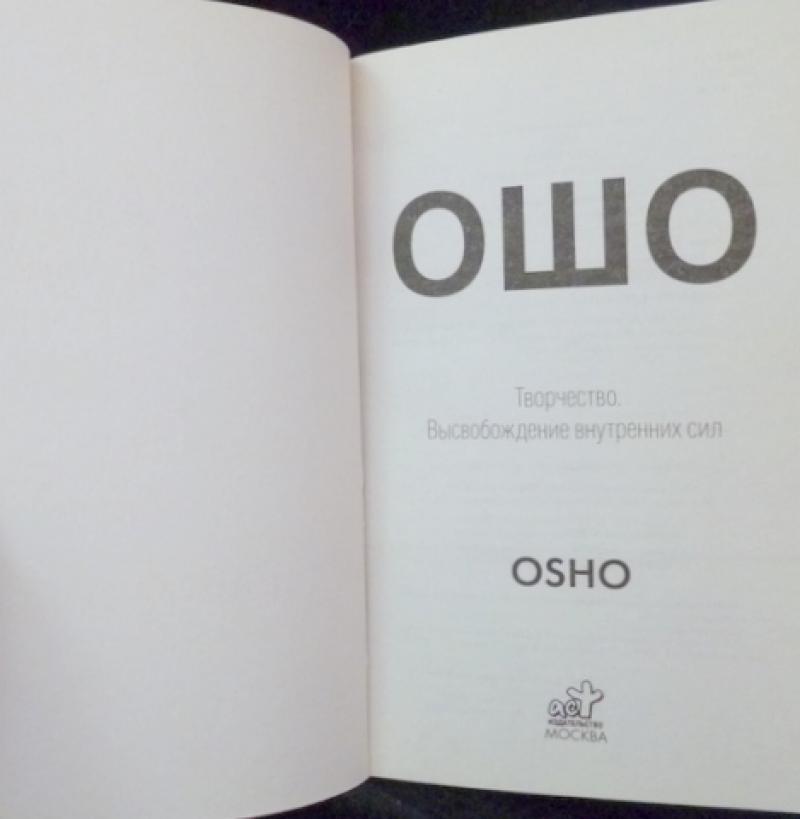 ОШО
Творчество.
Высвобождение внутренних сил
OSHO
аст
ИЗДАТЕЛЬСТВО
МОСКВА